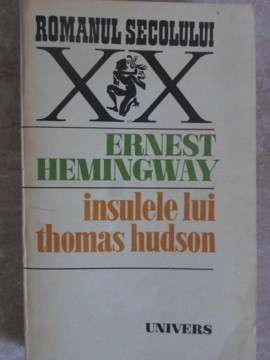 ROMANUL SECOLULUI
XX
ERNEST
HEMINGWAY
insulele lui
thomas hudson
UNIVERS